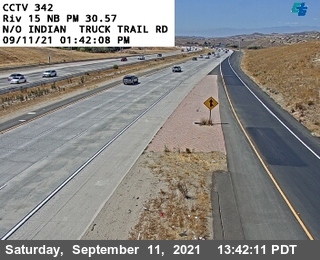 CCTV 342
Riv 15 NB PM 30.57
N/O INDIAN TRUCK TRAIL RD
09/11/21 01:42:08 PM
Saturday, September 11, 2021 13:42:11 PDT